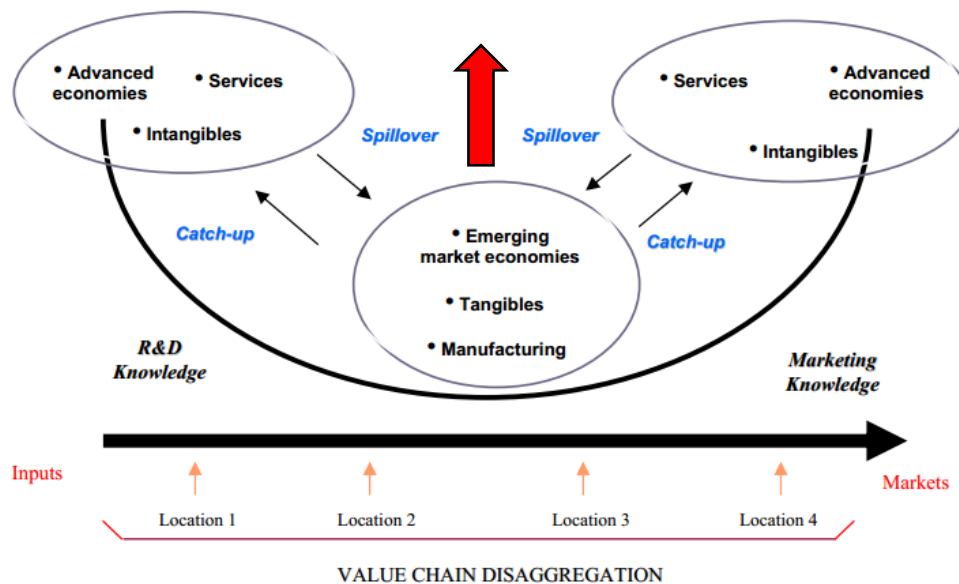 • Advanced
economies
• Services
• Intangibles
Spillover
Spillover
• Services
• Advanced
economies
• Intangibles
Catch-up
• Emerging
market economies
• Tangibles
• Manufacturing
Catch-up
R&D
Knowledge
Marketing
Knowledge
Inputs
Markets
Location 1
Location 2
Location 3
Location 4
VALUE CHAIN DISAGGREGATION